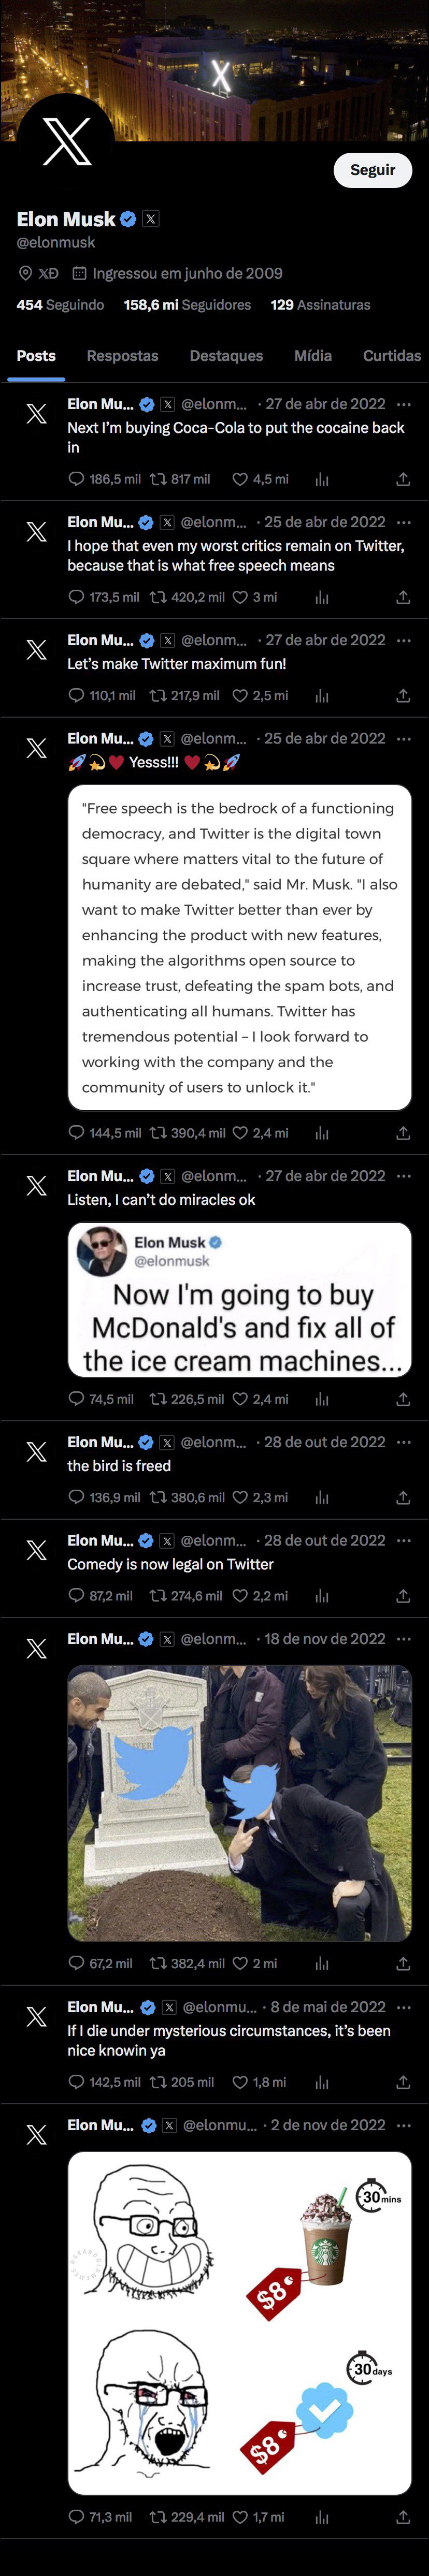 X
Seguir
Elon Musk X
@elonmusk
XÐ Ingressou em junho de 2009
454 Seguindo 158,6 mi Seguidores 129 Assinaturas
Posts Respostas Destaques Mídia Curtidas
Elon Mu... X @elonm... · 27 de abr de 2022 ...
Next I’m buying Coca-Cola to put the cocaine back
in
186,5 mil 817 mil 4,5 mi
Elon Mu... X @elonm... · 25 de abr de 2022 ...
I hope that even my worst critics remain on Twitter,
because that is what free speech means
173,5 mil 420,2 mil 3 mi
Elon Mu... X @elonm... · 27 de abr de 2022 ...
Let’s make Twitter maximum fun!
110,1 mil 217,9 mil 2,5 mi
Elon Mu... X @elonm... · 25 de abr de 2022 ...
🚀💫♥️ Yesss!!! ♥️💫🚀
"Free speech is the bedrock of a functioning
democracy, and Twitter is the digital town
square where matters vital to the future of
humanity are debated," said Mr. Musk. "I also
want to make Twitter better than ever by
enhancing the product with new features,
making the algorithms open source to
increase trust, defeating the spam bots, and
authenticating all humans. Twitter has
tremendous potential – I look forward to
working with the company and the
community of users to unlock it."
144,5 mil 390,4 mil 2,4 mi
Elon Mu... X @elonm... · 27 de abr de 2022 ...
Listen, I can’t do miracles ok
Elon Musk
@elonmusk
Now I'm going to buy
McDonald's and fix all of
the ice cream machines...
74,5 mil 226,5 mil 2,4 mi
Elon Mu... X @elonm... · 28 de out de 2022 ...
the bird is freed
136,9 mil 380,6 mil 2,3 mi
Elon Mu... X @elonm... · 28 de out de 2022 ...
Comedy is now legal on Twitter
87,2 mil 274,6 mil 2,2 mi
Elon Mu... X @elonm... · 18 de nov de 2022 ...
67,2 mil 382,4 mil 2 mi
Elon Mu... X @elonmu... · 8 de mai de 2022 ...
If I die under mysterious circumstances, it’s been
nice knowin ya
142,5 mil 205 mil 1,8 mi
Elon Mu... X @elonmu... · 2 de nov de 2022 ...
30 mins
$8
30 days
$8
71,3 mil 229,4 mil 1,7 mi